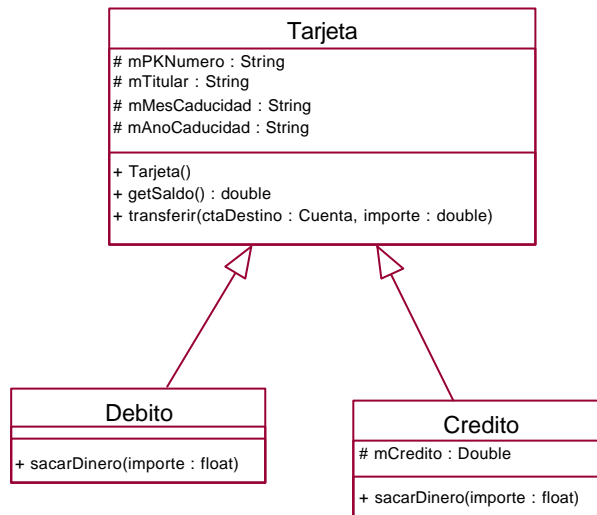 Tarjeta
# mPKNumero : String
# mTitular : String
# mMesCaducidad : String
# mAnoCaducidad : String
+ Tarjeta()
+ getSaldo() : double
+ transferir(ctaDestino : Cuenta, importe : double)
Debito
+ sacarDinero(importe : float)
Credito
# mCredito : Double
+ sacarDinero(importe : float)